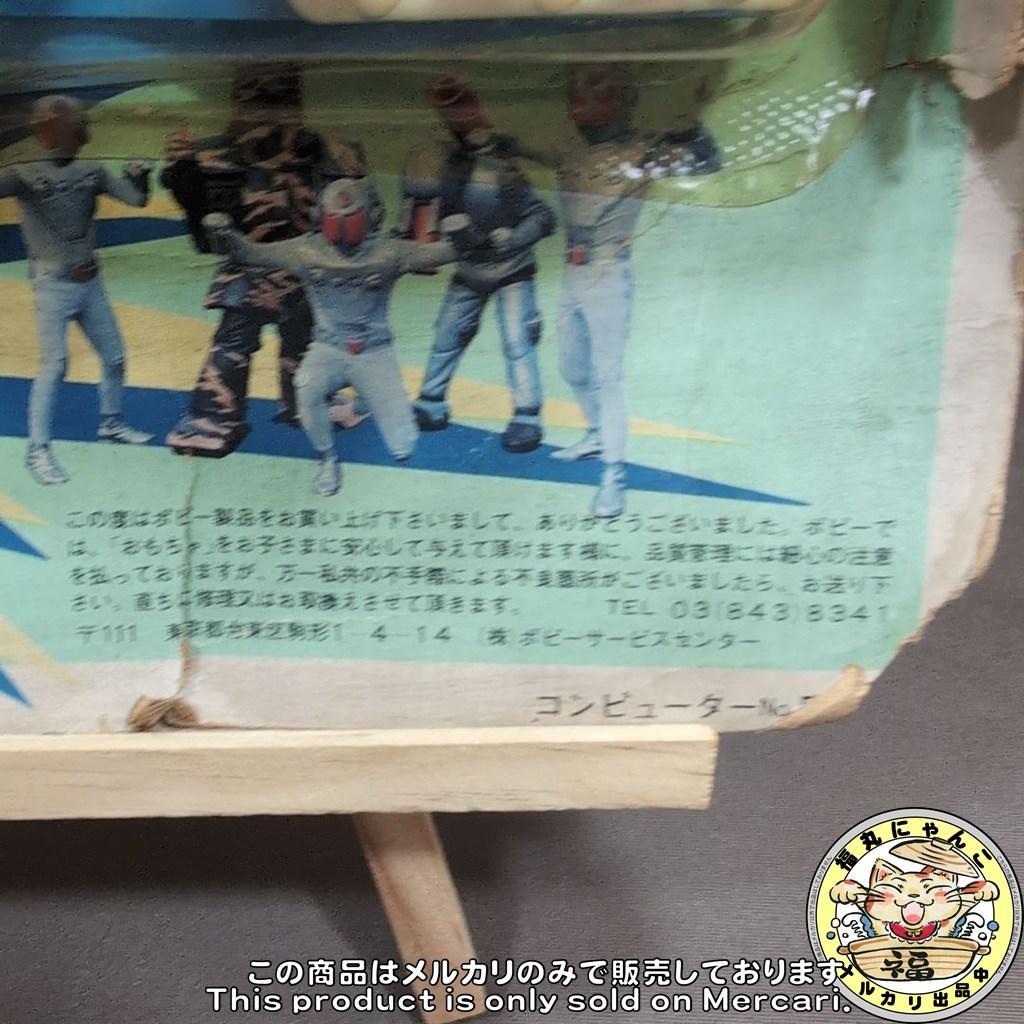 この度はポピー製品をお買い上げ下さいまして、ありがとうございました。ポピーで
は、「おもちゃ」をお子さまに安心して与えて頂けます様に、品質管理には細心の注意
を払っておりますが、万一私共の不手際による不良箇所がございましたら、お送り下
さい。直ちに修理又はお取換えさせて頂きます。 TEL 03(843)8341
〒111 東京都台東区駒形1-4-14 (株)ポピーサービスセンター
コンピューターNo.
福丸にゃんこ
福
メルカリ出品中
この商品はメルカリのみで販売しております。
This product is only sold on Mercari.